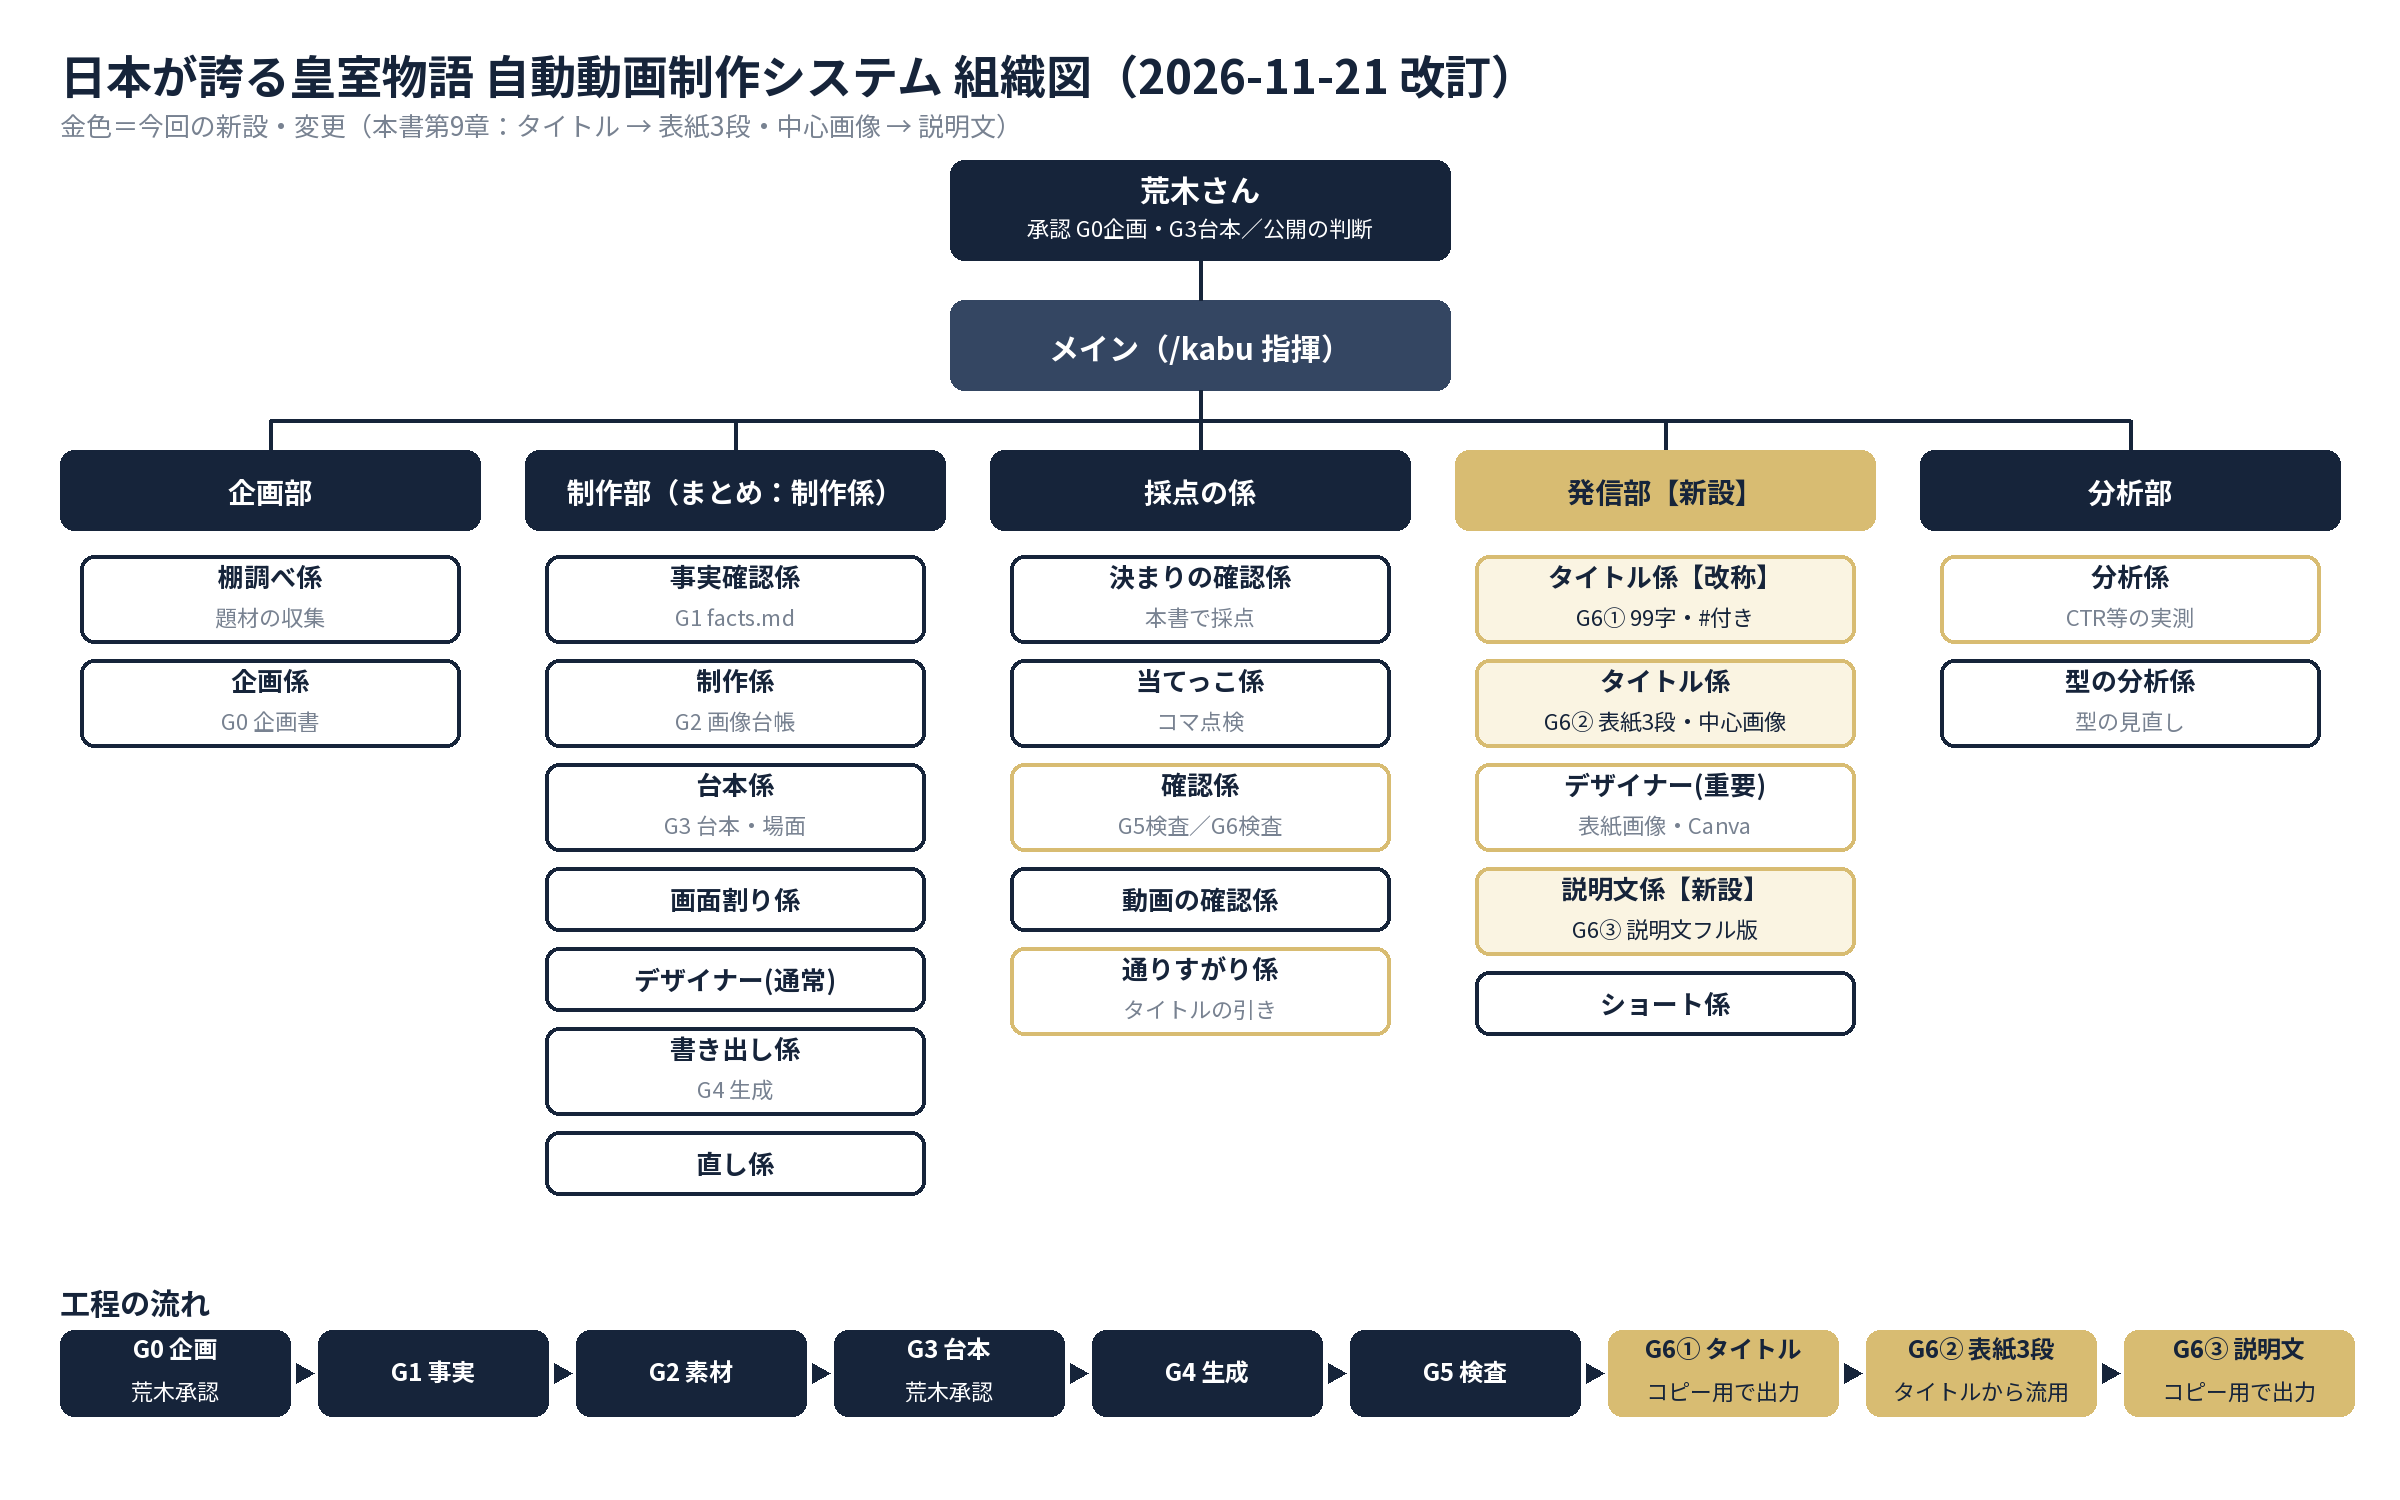 日本が誇る皇室物語 自動動画制作システム 組織図（2026-11-21 改訂）
金色＝今回の新設・変更（本書第9章：タイトル → 表紙3段・中心画像 → 説明文）
荒木さん
承認 G0企画・G3台本／公開の判断
メイン（/kabu 指揮）
企画部
棚調べ係
題材の収集
企画係
G0 企画書
制作部（まとめ：制作係）
事実確認係
G1 facts.md
制作係
G2 画像台帳
台本係
G3 台本・場面
画面割り係
デザイナー(通常)
書き出し係
G4 生成
直し係
採点の係
決まりの確認係
本書で採点
当てっこ係
コマ点検
確認係
G5検査／G6検査
動画の確認係
通りすがり係
タイトルの引き
発信部【新設】
タイトル係【改称】
G6① 99字・#付き
タイトル係
G6② 表紙3段・中心画像
デザイナー(重要)
表紙画像・Canva
説明文係【新設】
G6③ 説明文フル版
ショート係
分析部
分析係
CTR等の実測
型の分析係
型の見直し
工程の流れ
G0 企画
荒木承認
G1 事実
G2 素材
G3 台本
荒木承認
G4 生成
G5 検査
G6① タイトル
コピー用で出力
G6② 表紙3段
タイトルから流用
G6③ 説明文
コピー用で出力